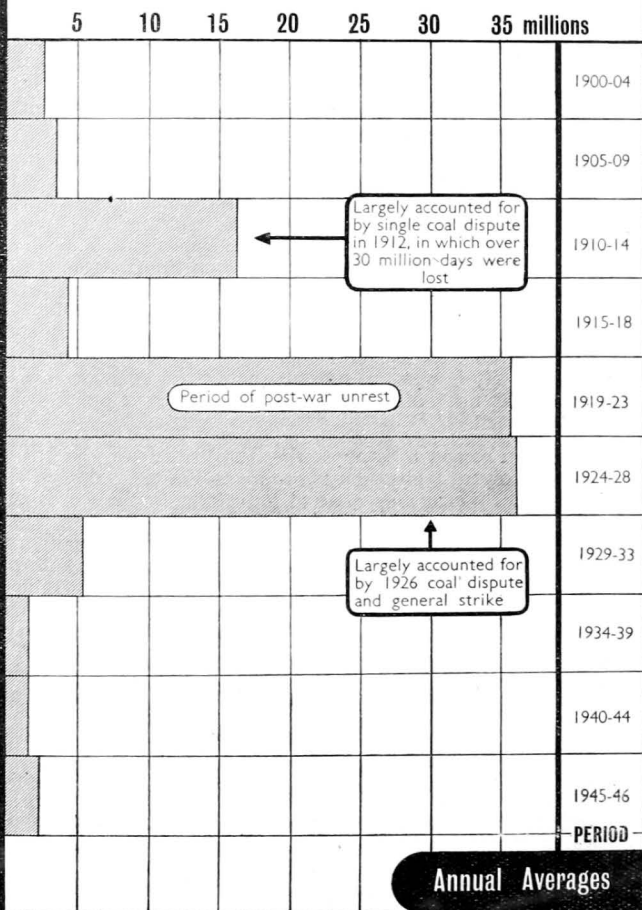 5 10 15 20 25 30 35 millions
1900-04
1905-09
Largely accounted for
by single coal dispute
in 1912, in which over
30 million days were
lost
1910-14
1915-18
Period of post-war unrest
1919-23
1924-28
1929-33
Largely accounted for
by 1926 coal dispute
and general strike
1934-39
1940-44
1945-46
PERIOD
Annual Averages